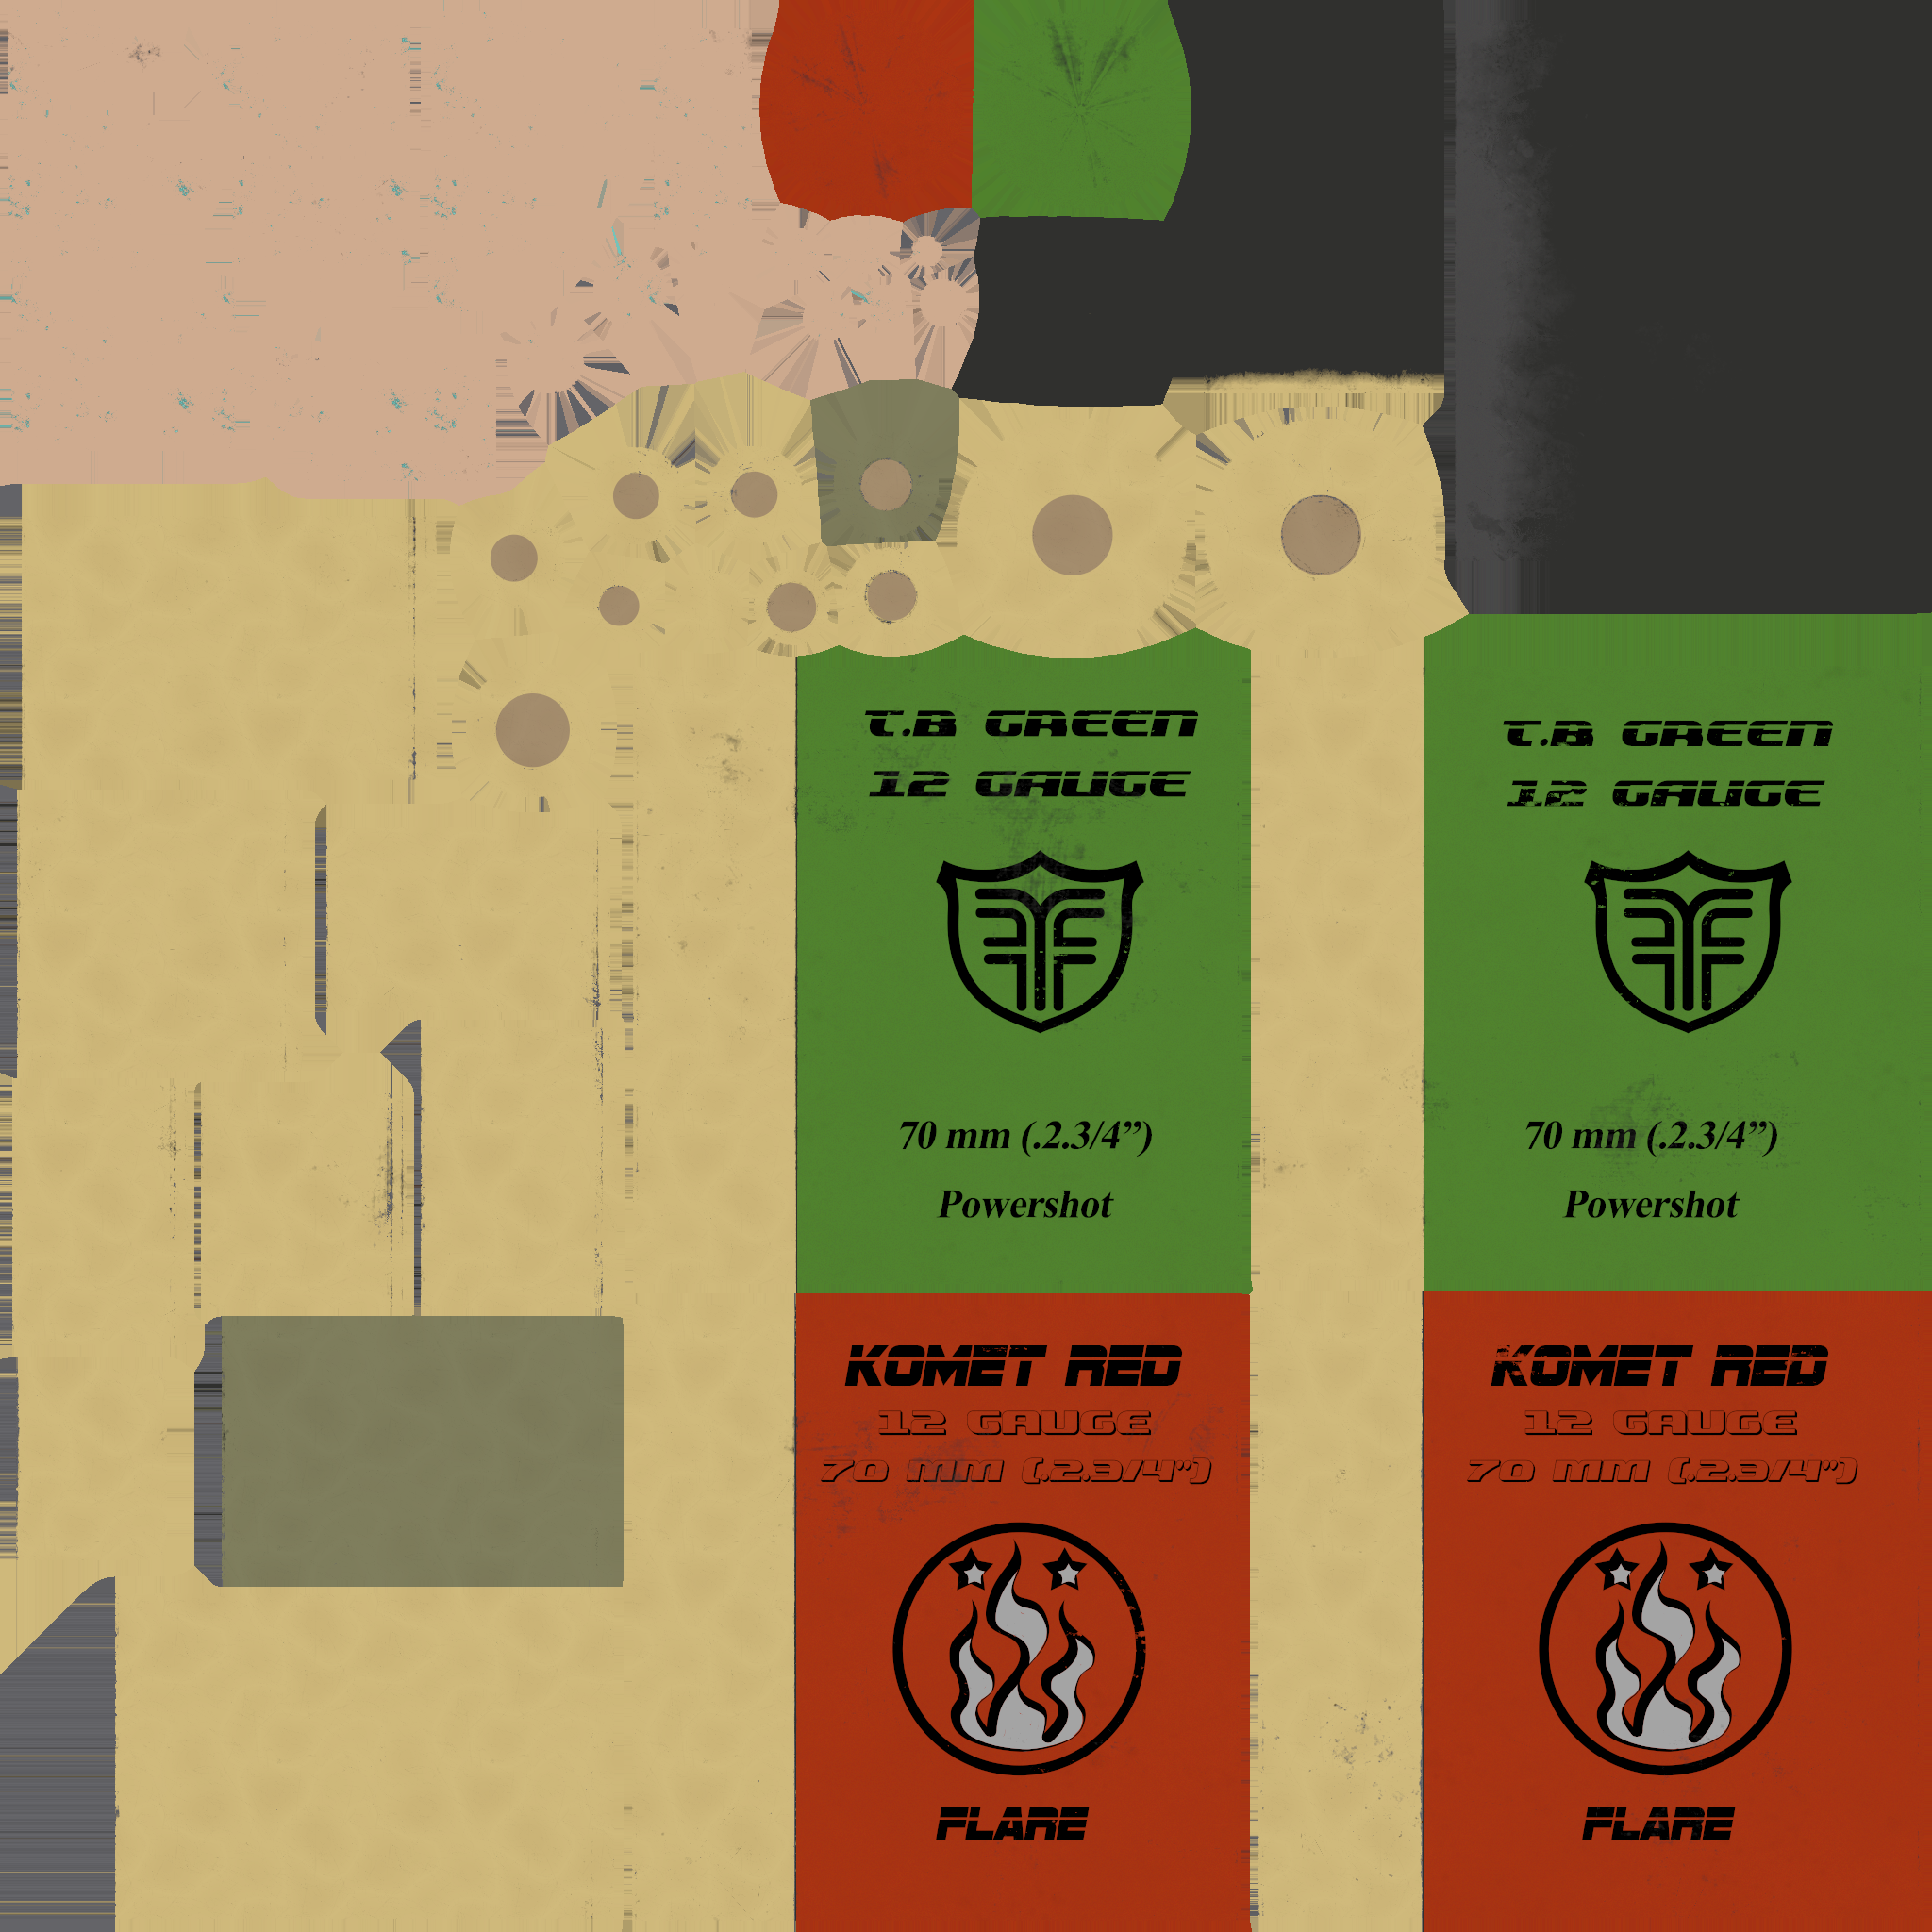 T.B GREEN
12 GAUGE
70 mm (.2.3/4”)
Powershot
T.B GREEN
12 GAUGE
70 mm (.2.3/4”)
Powershot
KOMET RED
12 GAUGE
70 MM (.2.3/4”)
FLARE
KOMET RED
12 GAUGE
70 MM (.2.3/4”)
FLARE